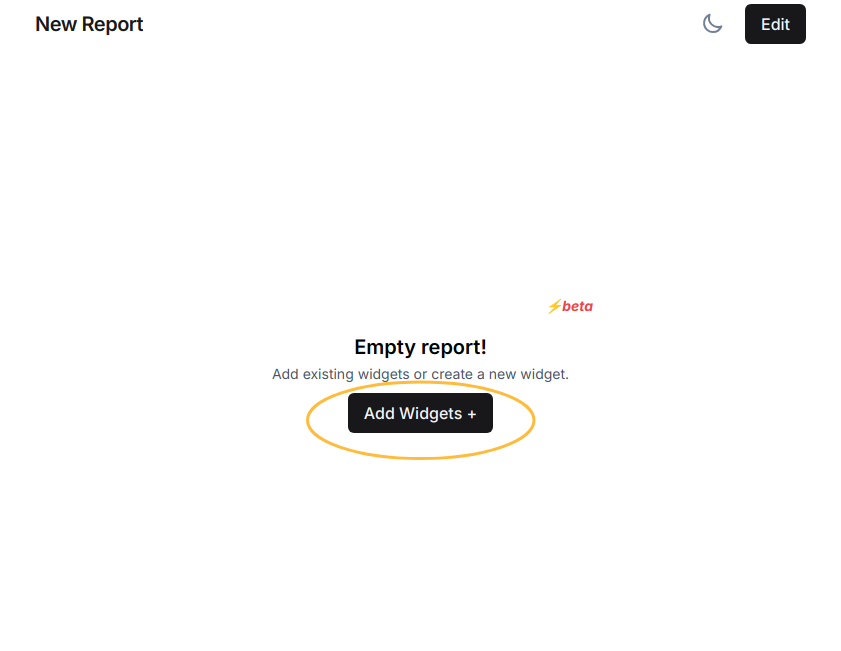 New Report
Edit
⚡beta
Empty report!
Add existing widgets or create a new widget.
Add Widgets +